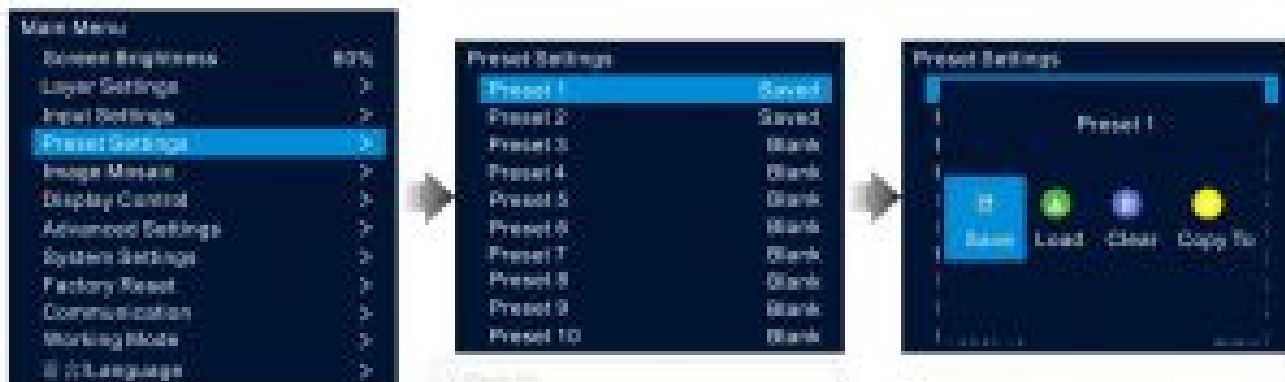 Main Menu
Screen Brightness 60%
Layer Settings >
Input Settings >
Preset Settings >
Image Mosaic >
Display Control >
Advanced Settings >
System Settings >
Factory Reset >
Communication >
Working Mode >
Language >
Preset Settings
Preset 1 Saved
Preset 2 Saved
Preset 3 Blank
Preset 4 Blank
Preset 5 Blank
Preset 6 Blank
Preset 7 Blank
Preset 8 Blank
Preset 9 Blank
Preset 10 Blank
Preset Settings
Preset 1
Save Load Clear Copy To